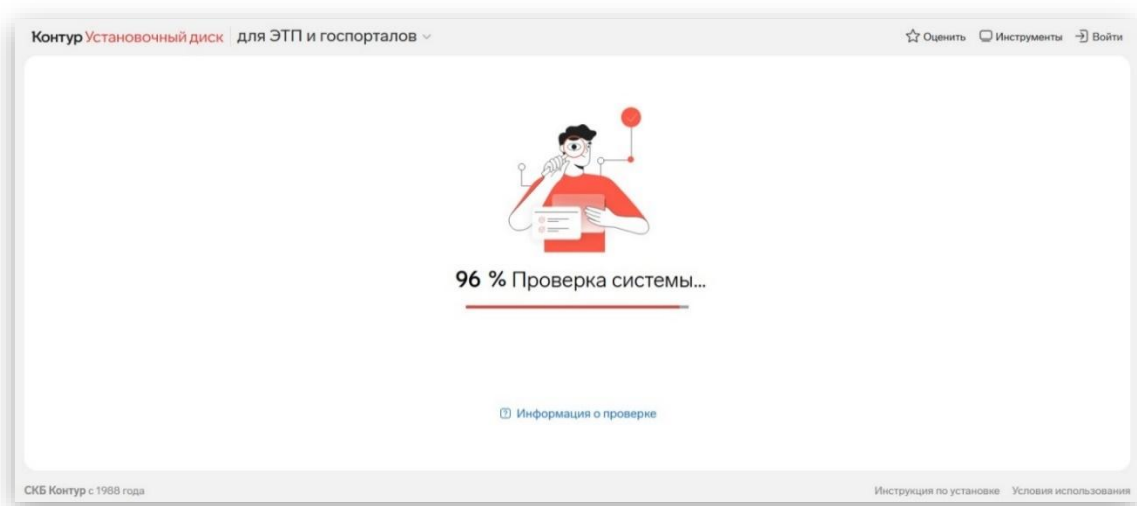 Контур Установочный диск для ЭТП и госпорталов
Оценить Инструменты Войти
96 % Проверка системы...
Информация о проверке
СКБ Контур с 1988 года
Инструкция по установке Условия использования